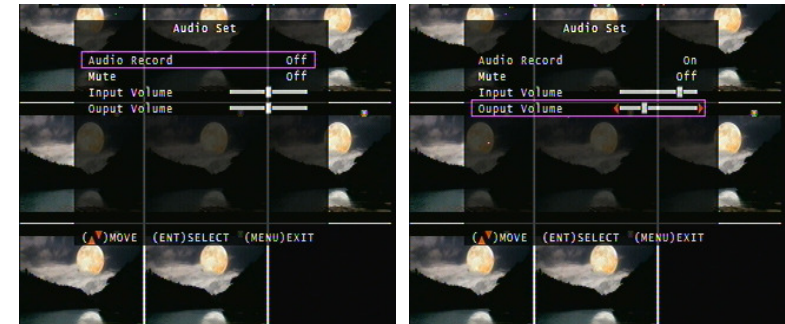 Audio Set
Audio Record Off
Mute Off
Input Volume
Ouput Volume
(▲▼)MOVE (ENT)SELECT (MENU)EXIT
Audio Set
Audio Record On
Mute Off
Input Volume
Ouput Volume
(▲▼)MOVE (ENT)SELECT (MENU)EXIT